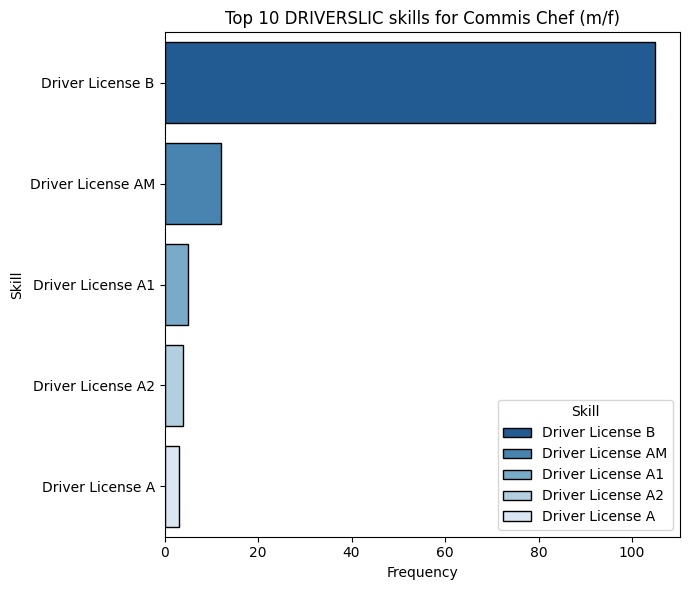 Top 10 DRIVERSLIC skills for Commis Chef (m/f)
Skill
Driver License B
Driver License AM
Driver License A1
Driver License A2
Driver License A
0 20 40 60 80 100
Frequency
Skill
Driver License B
Driver License AM
Driver License A1
Driver License A2
Driver License A